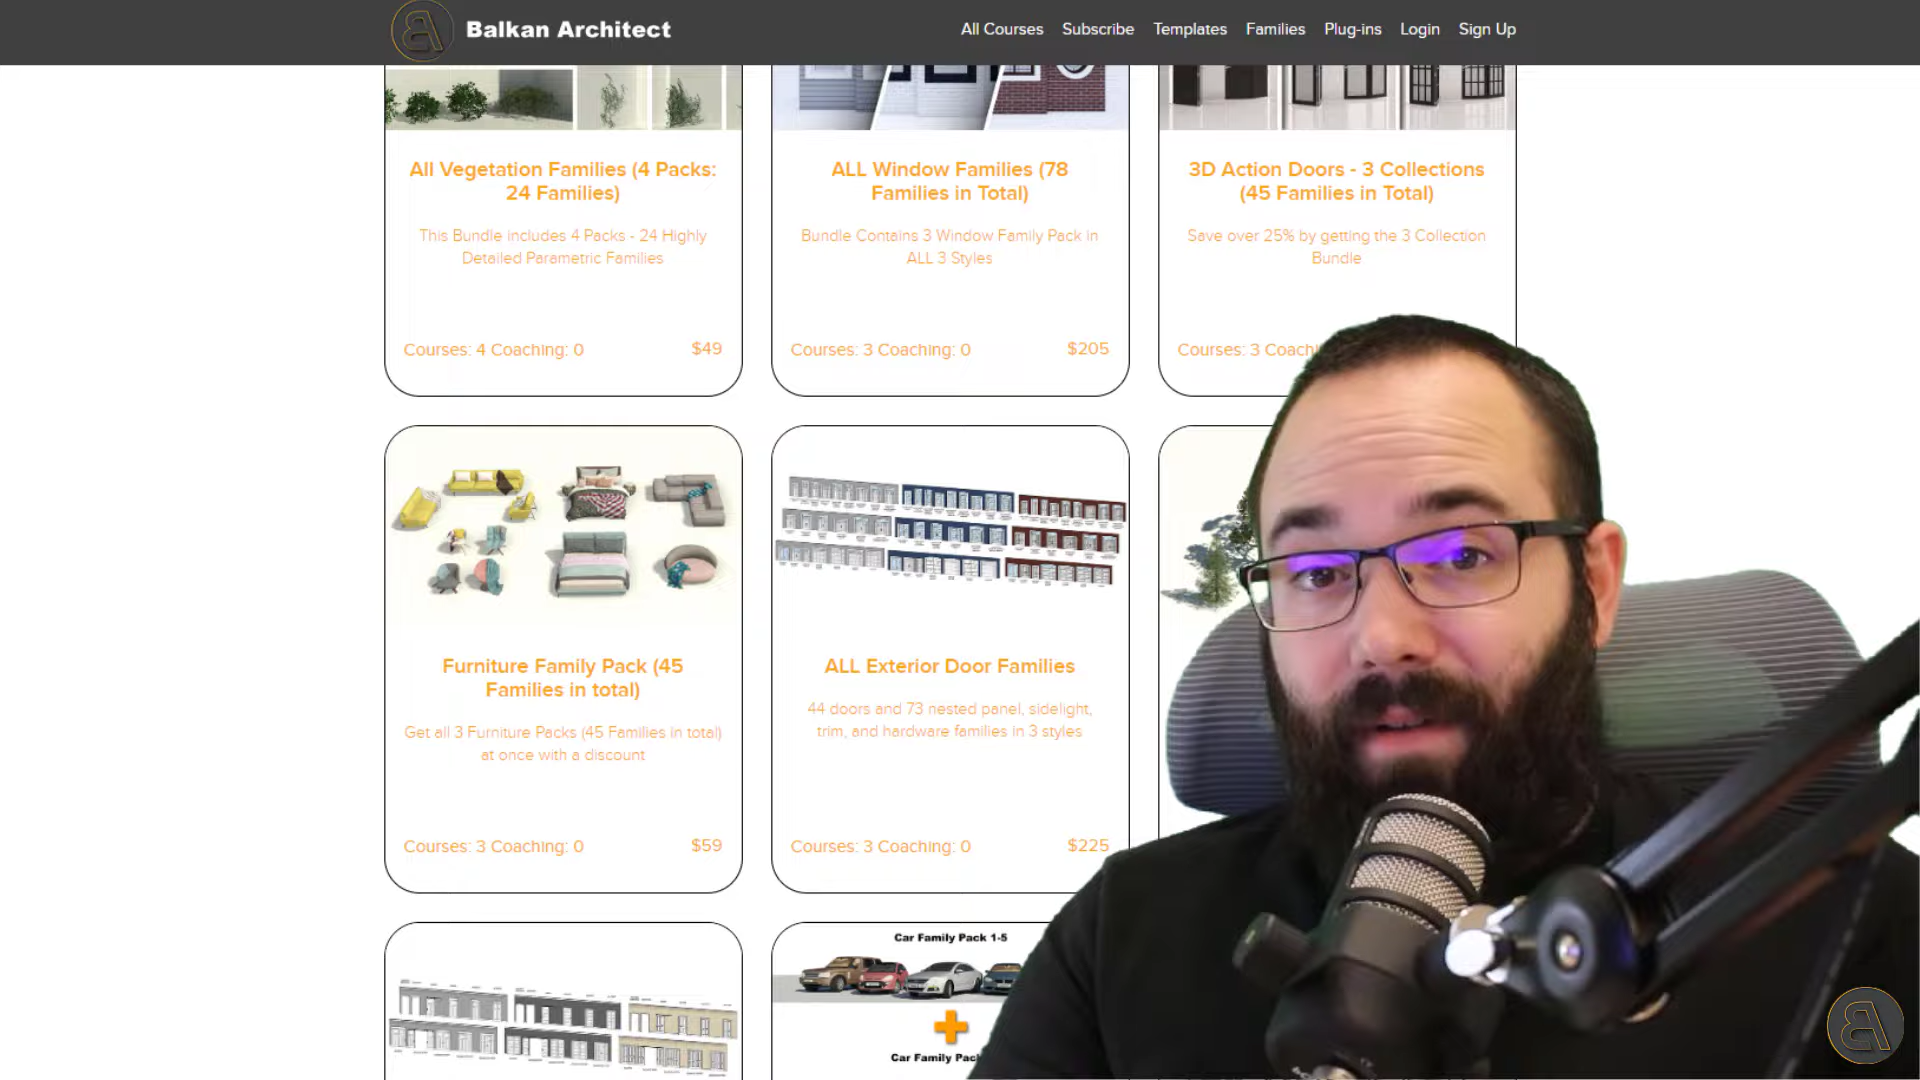 Balkan Architect
All Courses Subscribe Templates Families Plug-ins Login Sign Up
All Vegetation Families (4 Packs:
24 Families)
This Bundle includes 4 Packs - 24 Highly
Detailed Parametric Families
Courses: 4 Coaching: 0 $49
ALL Window Families (78
Families in Total)
Bundle Contains 3 Window Family Pack in
ALL 3 Styles
Courses: 3 Coaching: 0 $205
3D Action Doors - 3 Collections
(45 Families in Total)
Save over 25% by getting the 3 Collection
Bundle
Courses: 3
Furniture Family Pack (45
Families in total)
Get all 3 Furniture Packs (45 Families in total)
at once with a discount
Courses: 3 Coaching: 0 $59
ALL Exterior Door Families
44 doors and 73 nested panel, sidelight,
trim, and hardware families in 3 styles
Courses: 3 Coaching: 0 $225
Car Family Pack 1-5
Car Family